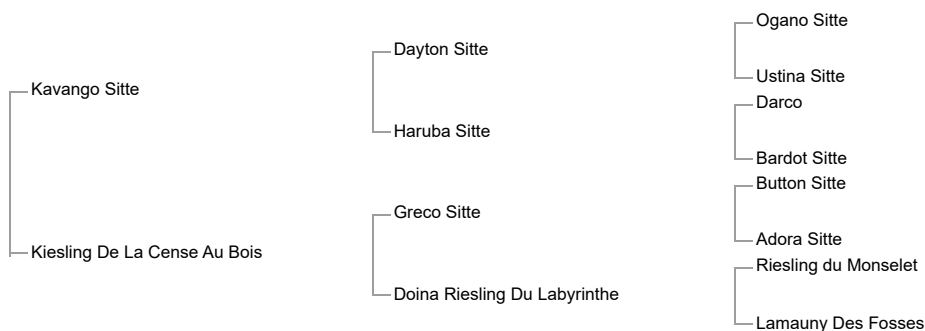 Kavango Sitte
Kiesling De La Cense Au Bois
Dayton Sitte
Haruba Sitte
Greco Sitte
Doina Riesling Du Labyrinthe
Ogano Sitte
Ustina Sitte
Darco
Bardot Sitte
Button Sitte
Adora Sitte
Riesling du Monselet
Lamauny Des Fosses